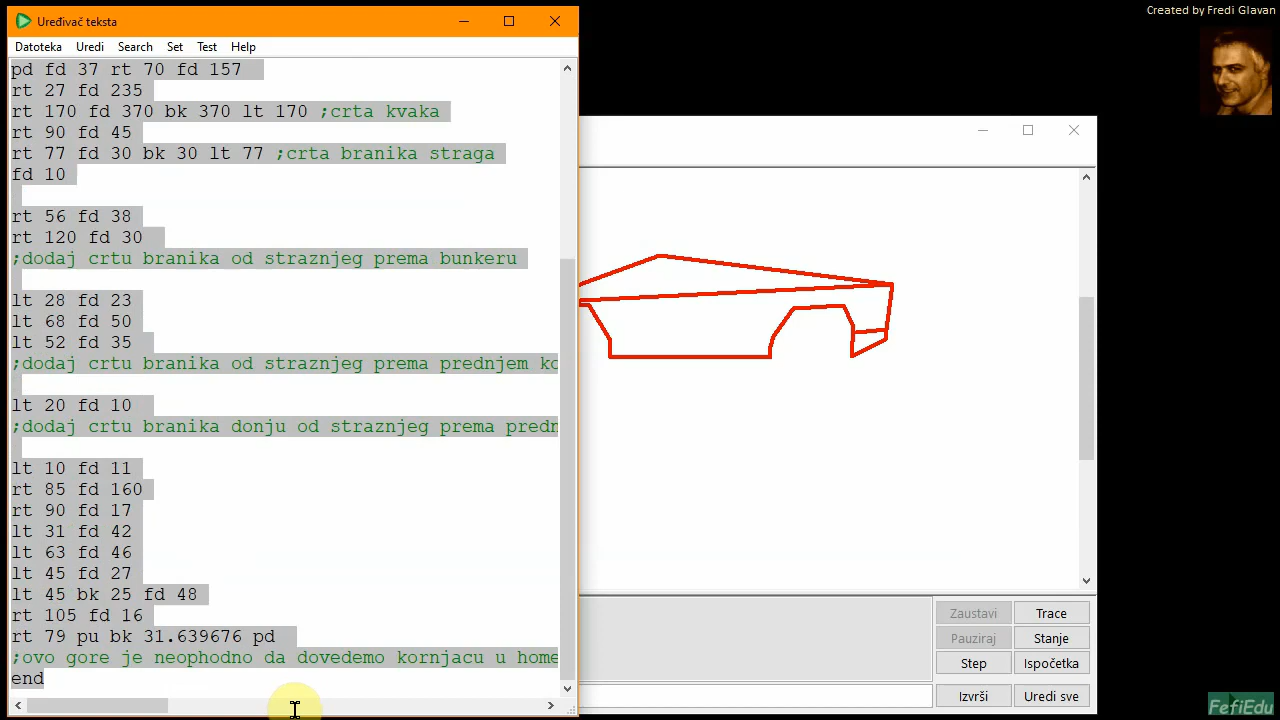 Created by Fredi Glavan
Uređivač teksta
Datoteka Uredi Search Set Test Help
pd fd 37 rt 70 fd 157
rt 27 fd 235
rt 170 fd 370 bk 370 lt 170 ;crta kvaka
rt 90 fd 45
rt 77 fd 30 bk 30 lt 77 ;crta branika straga
fd 10
rt 56 fd 38
rt 120 fd 30
;dodaj crtu branika od straznjeg prema bunkeru
lt 28 fd 23
lt 68 fd 50
lt 52 fd 35
;dodaj crtu branika od straznjeg prema prednjem ko
lt 20 fd 10
;dodaj crtu branika donju od straznjeg prema predn
lt 10 fd 11
rt 85 fd 160
rt 90 fd 17
lt 31 fd 42
lt 63 fd 46
lt 45 fd 27
lt 45 bk 25 fd 48
rt 105 fd 16
rt 79 pu bk 31.639676 pd
;ovo gore je neophodno da dovedemo kornjacu u home
end
Zaustavi Trace
Pauziraj Stanje
Step Ispočetka
Izvrši Uredi sve
FefiEdu